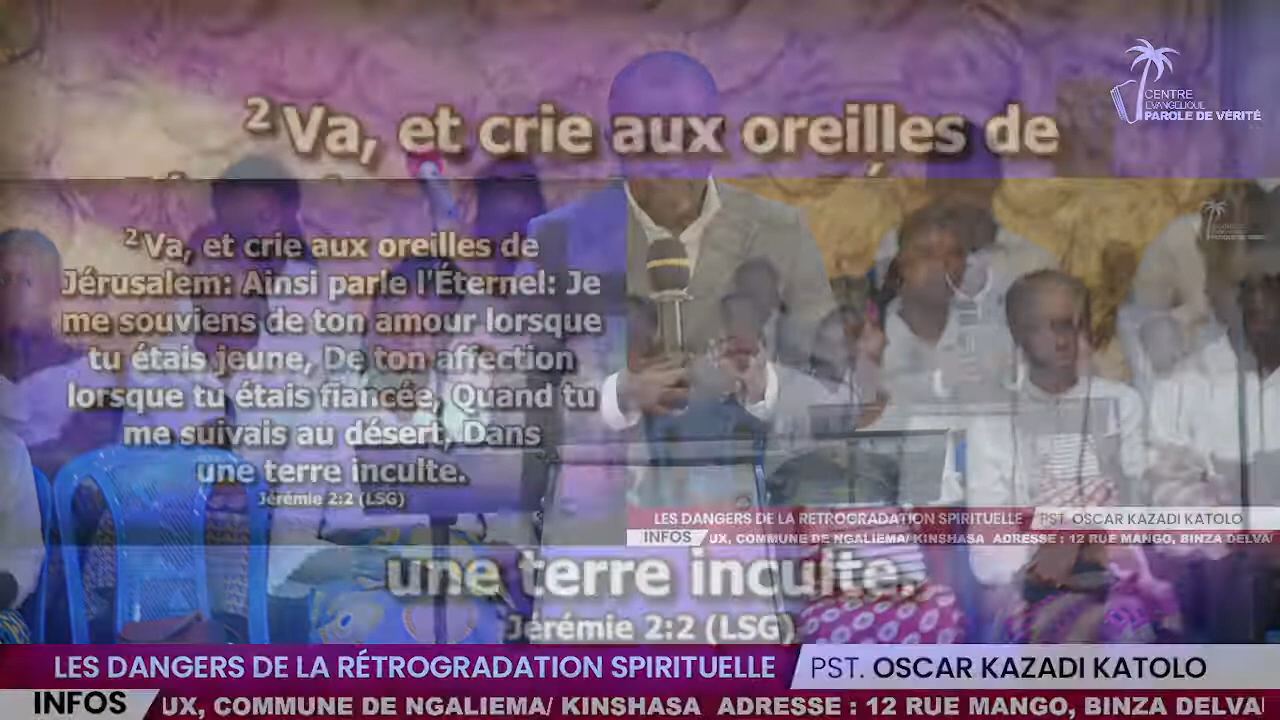 CENTRE
EVANGELIQUE
PAROLE DE VÉRITÉ
2 Va, et crie aux oreilles de
2 Va, et crie aux oreilles de
Jérusalem: Ainsi parle l'Éternel: Je
me souviens de ton amour lorsque
tu étais jeune, De ton affection
lorsque tu étais fiancée, Quand tu
me suivais au désert, Dans
une terre inculte.
Jérémie 2:2 (LSG)
LES DANGERS DE LA RÉTROGRADATION SPIRITUELLE PST. OSCAR KAZADI KATOLO
INFOS UX, COMMUNE DE NGALIEMA/ KINSHASA ADRESSE : 12 RUE MANGO, BINZA DELVA
une terre inculte.
Jérémie 2:2 (LSG)
LES DANGERS DE LA RÉTROGRADATION SPIRITUELLE PST. OSCAR KAZADI KATOLO
INFOS UX, COMMUNE DE NGALIEMA/ KINSHASA ADRESSE : 12 RUE MANGO, BINZA DELVA